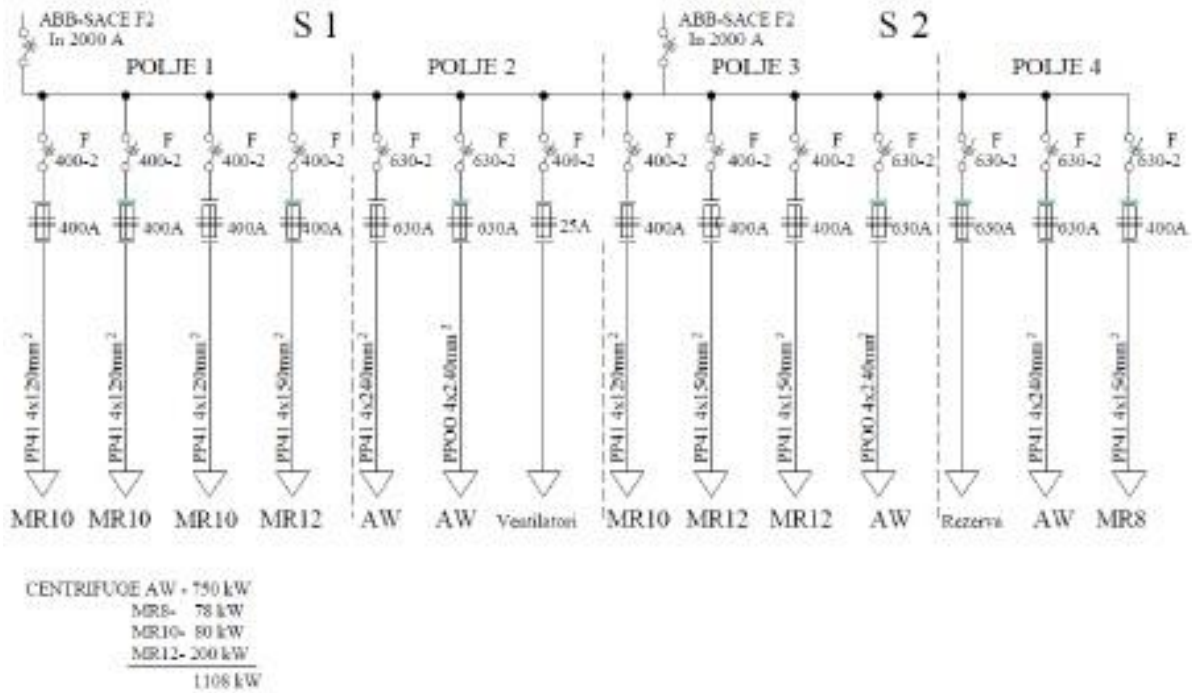 ABB-SACE F2
In 2000 A
S 1
ABB-SACE F2
In 2000 A
S 2
POLJE 1
POLJE 2
POLJE 3
POLJE 4
F F F F F F F F F F F F F F
400-2 400-2 400-2 400-2 630-2 630-2 400-2 400-2 400-2 400-2 630-2 630-2 630-2 630-2
400A 400A 400A 400A 630A 630A 25A 400A 400A 400A 630A 630A 630A 400A
PP41 4x120mm²
PP41 4x120mm²
PP41 4x120mm²
PP41 4x150mm²
PP41 4x240mm²
PPOO 4x240mm²
PP41 4x120mm²
PP41 4x150mm²
PP41 4x150mm²
PPOO 4x240mm²
PP41 4x240mm²
PP41 4x150mm²
MR10 MR10 MR10 MR12 AW AW Ventilatori MR10 MR12 MR12 AW Rezerva AW MR8
CENTRIFUGE AW - 750 kW
MR8- 78 kW
MR10- 80 kW
MR12- 200 kW
1108 kW